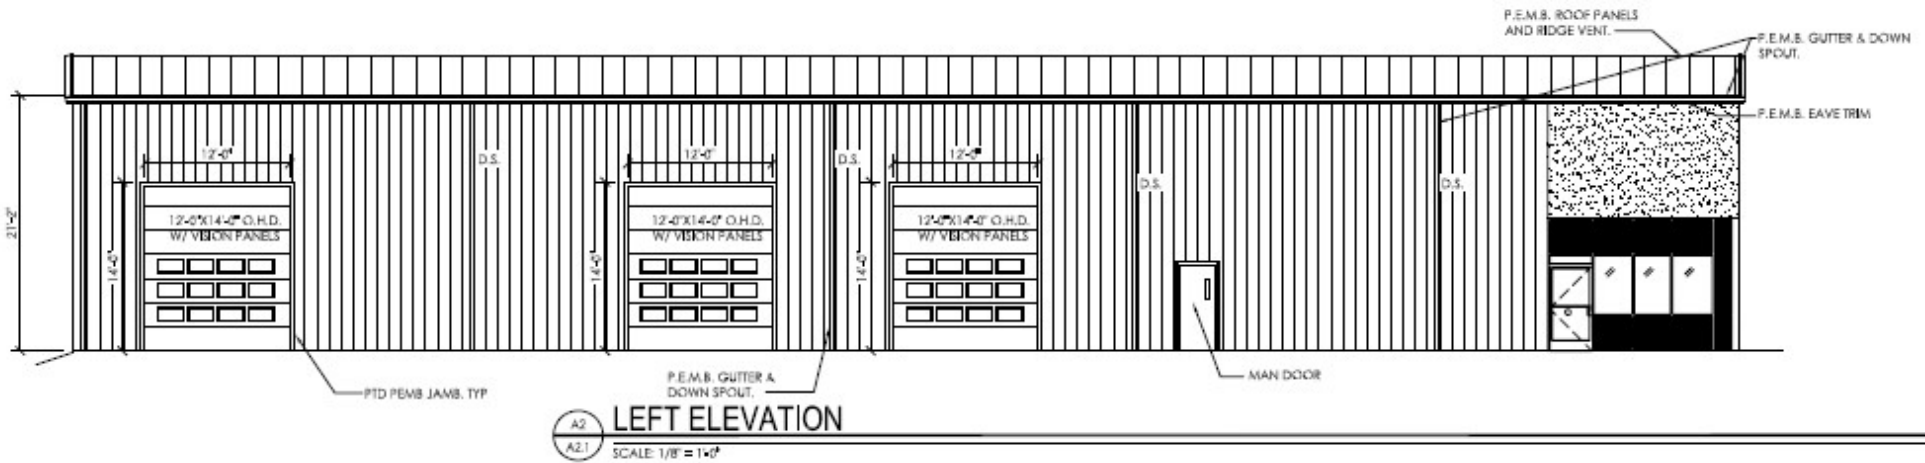 P.E.M.B. ROOF PANELS
AND RIDGE VENT.
P.E.M.B. GUTTER & DOWN
SPOUT.
P.E.M.B. EAVE TRIM
12'-0"
12'-0"
12'-0"
D.S.
D.S.
D.S.
D.S.
21'-2"
14'-0"
12'-0"X14'-0" O.H.D.
W/ VISION PANELS
14'-0"
12'-0"X14'-0" O.H.D.
W/ VISION PANELS
14'-0"
12'-0"X14'-0" O.H.D.
W/ VISION PANELS
PTD PEMB JAMB. TYP
P.E.M.B. GUTTER &
DOWN SPOUT.
MAN DOOR
A2
A2.1
LEFT ELEVATION
SCALE: 1/8" = 1'-0"